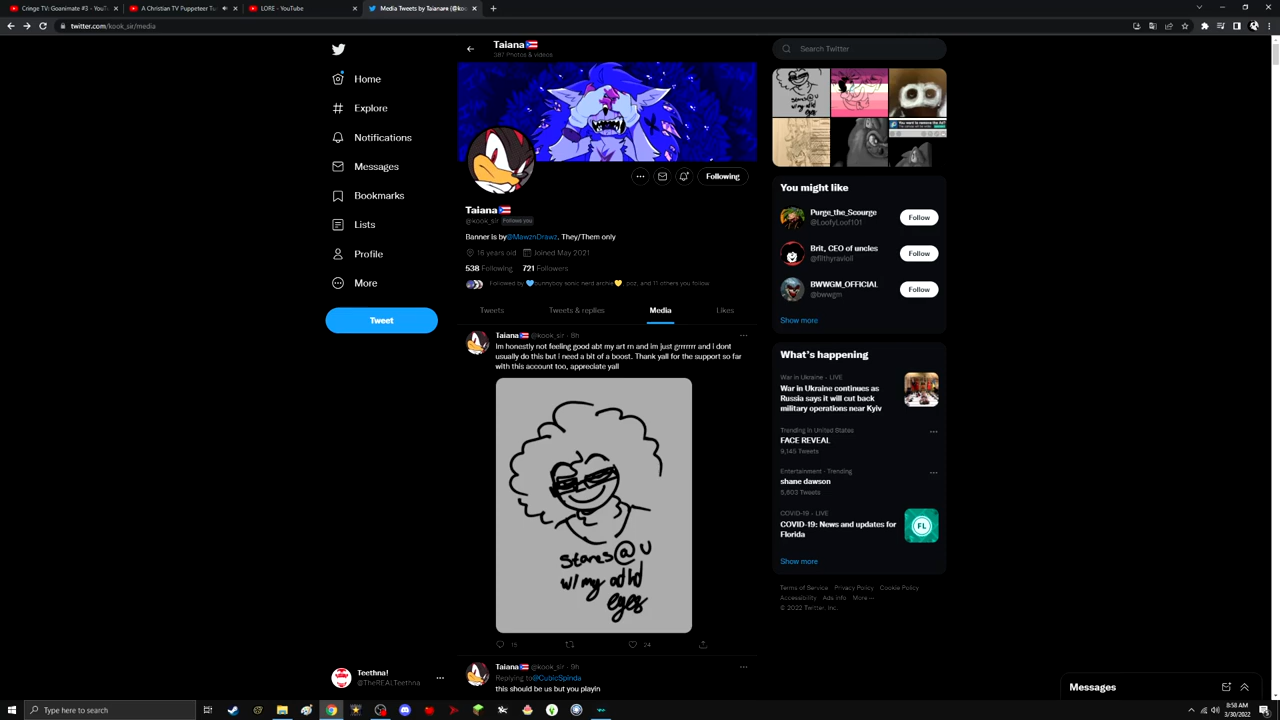 Cringe TV: Goanimate #3 - YouT
A Christian TV Puppeteer Tu
LORE - YouTube
Media Tweets by Taiana (@koo
twitter.com/kook_sir/media
Taiana🇵🇷
387 Photos & videos
Search Twitter
Home
Explore
Notifications
Messages
Bookmarks
Lists
Profile
More
Tweet
Following
Taiana🇵🇷
@kook_sir Follows you
Banner is by@MawznDrawz. They/Them only
16 years old Joined May 2021
538 Following 721 Followers
Followed by 💙bunnyboy sonic nerd archie💛, poz, and 11 others you follow
Tweets Tweets & replies Media Likes
Taiana🇵🇷 @kook_sir · 8h
Im honestly not feeling good abt my art rn and im just grrrrrr and i dont
usually do this but i need a bit of a boost. Thank yall for the support so far
with this account too, appreciate yall
stares @ U
w/ my adhd
eyes
15 24
Taiana🇵🇷 @kook_sir · 9h
Replying to@CubicSpinda
this should be us but you playin
You might like
Purge_the_Scourge
@LoofyLoof101
Follow
Brit, CEO of uncles
@filthyravioli
Follow
BWWGM_OFFICIAL
@bwwgm
Follow
Show more
What's happening
War in Ukraine · LIVE
War in Ukraine continues as
Russia says it will cut back
military operations near Kyiv
Trending in United States
FACE REVEAL
9,145 Tweets
Entertainment · Trending
shane dawson
5,603 Tweets
COVID-19 · LIVE
COVID-19: News and updates for
Florida
FL
Show more
Terms of Service Privacy Policy Cookie Policy
Accessibility Ads info More ···
© 2022 Twitter, Inc.
Teethna!
@TheREALTeethna
Messages
Type here to search
8:58 AM
3/30/2022